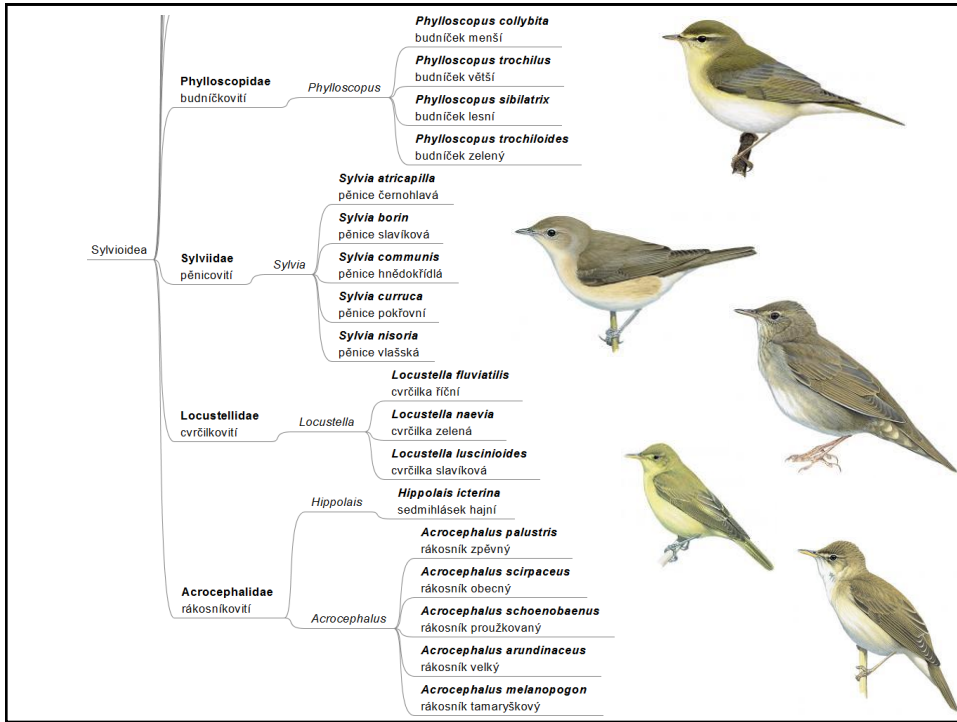 Sylvioidea
Phylloscopidae
budníčkovití
Phylloscopus
Phylloscopus collybita
budníček menší
Phylloscopus trochilus
budníček větší
Phylloscopus sibilatrix
budníček lesní
Phylloscopus trochiloides
budníček zelený
Sylviidae
pěnicovití
Sylvia
Sylvia atricapilla
pěnice černohlavá
Sylvia borin
pěnice slavíková
Sylvia communis
pěnice hnědokřídlá
Sylvia curruca
pěnice pokřovní
Sylvia nisoria
pěnice vlašská
Locustellidae
cvrčilkovití
Locustella
Locustella fluviatilis
cvrčilka říční
Locustella naevia
cvrčilka zelená
Locustella luscinioides
cvrčilka slavíková
Acrocephalidae
rákosníkovití
Hippolais
Hippolais icterina
sedmihlásek hajní
Acrocephalus
Acrocephalus palustris
rákosník zpěvný
Acrocephalus scirpaceus
rákosník obecný
Acrocephalus schoenobaenus
rákosník proužkovaný
Acrocephalus arundinaceus
rákosník velký
Acrocephalus melanopogon
rákosník tamaryškový